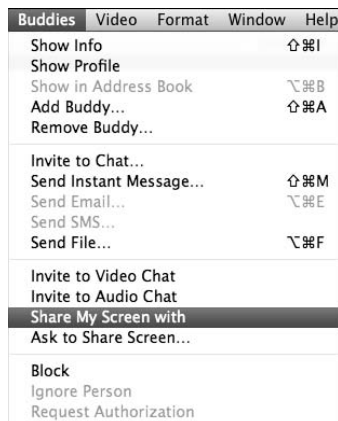 Buddies Video Format Window Help
Show Info ⇧⌘I
Show Profile
Show in Address Book ⌥⌘B
Add Buddy... ⇧⌘A
Remove Buddy...
Invite to Chat...
Send Instant Message... ⇧⌘M
Send Email... ⌥⌘E
Send SMS...
Send File... ⌥⌘F
Invite to Video Chat
Invite to Audio Chat
Share My Screen with
Ask to Share Screen...
Block
Ignore Person
Request Authorization